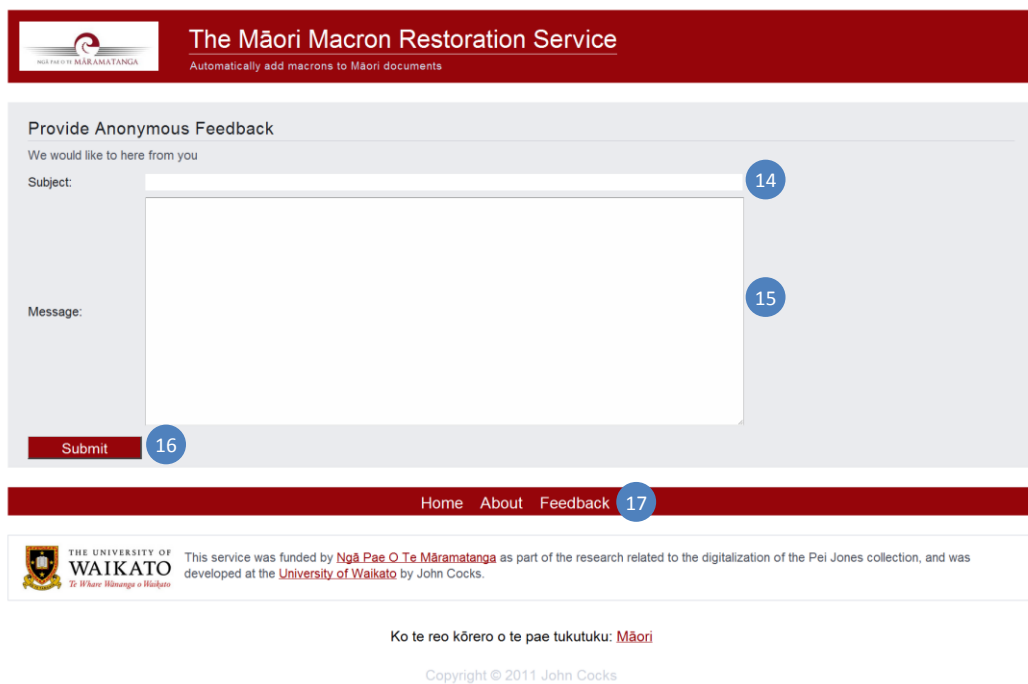 NGĀ PAE O TE MĀRAMATANGA
The Māori Macron Restoration Service
Automatically add macrons to Māori documents
Provide Anonymous Feedback
We would like to here from you
Subject:
14
Message:
15
Submit
16
Home About Feedback
17
THE UNIVERSITY OF
WAIKATO
Te Whare Wānanga o Waikato
This service was funded by Ngā Pae O Te Māramatanga as part of the research related to the digitalization of the Pei Jones collection, and was
developed at the University of Waikato by John Cocks.
Ko te reo kōrero o te pae tukutuku: Māori
Copyright © 2011 John Cocks